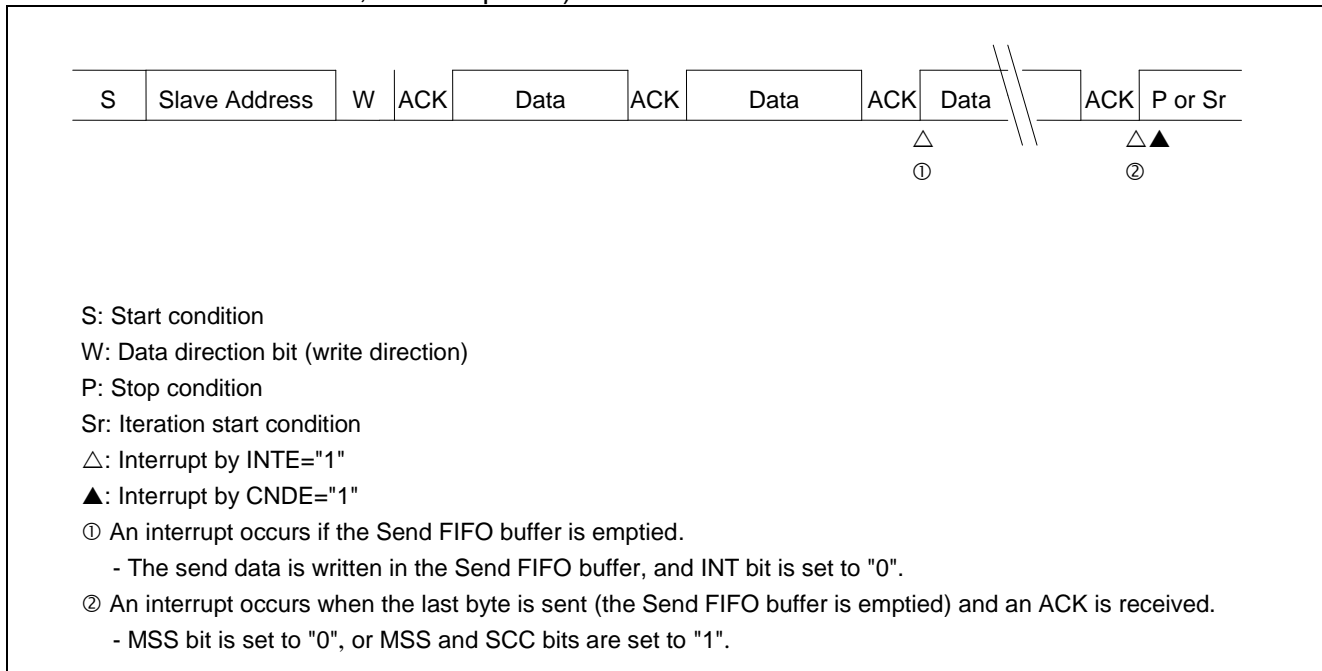 S Slave Address W ACK Data ACK Data ACK Data ACK P or Sr
△ △▲
① ②
S: Start condition
W: Data direction bit (write direction)
P: Stop condition
Sr: Iteration start condition
△: Interrupt by INTE="1"
▲: Interrupt by CNDE="1"
① An interrupt occurs if the Send FIFO buffer is emptied.
- The send data is written in the Send FIFO buffer, and INT bit is set to "0".
② An interrupt occurs when the last byte is sent (the Send FIFO buffer is emptied) and an ACK is received.
- MSS bit is set to "0", or MSS and SCC bits are set to "1".